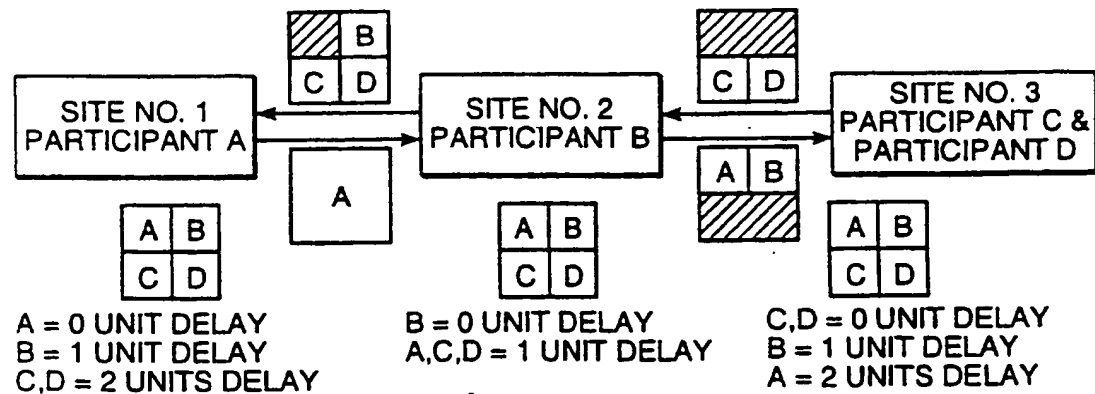 B
C D
SITE NO. 1
PARTICIPANT A
SITE NO. 2
PARTICIPANT B
C D
SITE NO. 3
PARTICIPANT C &
PARTICIPANT D
A
A B
A B
C D
A B
C D
A B
C D
A = 0 UNIT DELAY
B = 1 UNIT DELAY
C,D = 2 UNITS DELAY
B = 0 UNIT DELAY
A,C,D = 1 UNIT DELAY
C,D = 0 UNIT DELAY
B = 1 UNIT DELAY
A = 2 UNITS DELAY